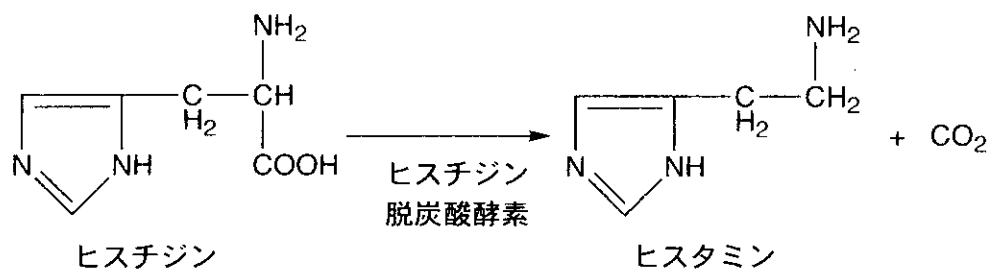 NH₂
C
H₂
CH
COOH
N
NH
ヒスチジン
ヒスチジン
脱炭酸酵素
NH₂
C
H₂
CH₂
N
NH
ヒスタミン
+ CO₂